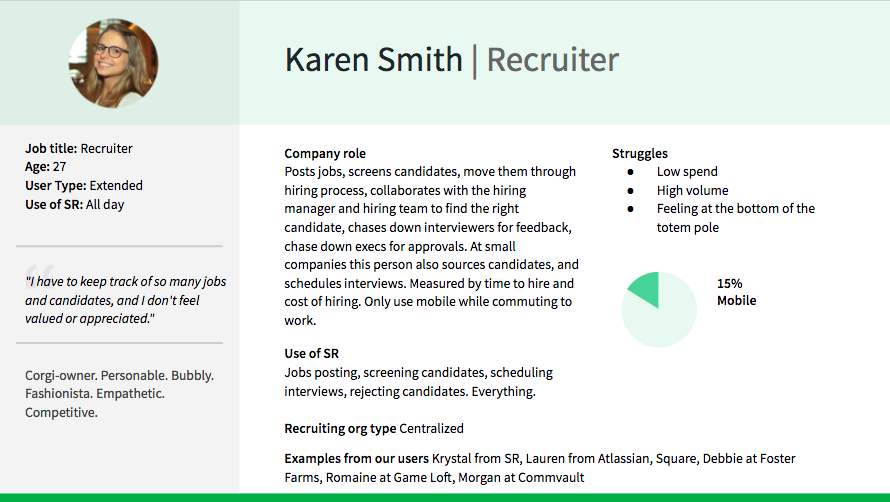 Karen Smith | Recruiter
Job title: Recruiter
Age: 27
User Type: Extended
Use of SR: All day
"I have to keep track of so many jobs
and candidates, and I don't feel
valued or appreciated."
Corgi-owner. Personable. Bubbly.
Fashionista. Empathetic.
Competitive.
Company role
Posts jobs, screens candidates, move them through
hiring process, collaborates with the hiring
manager and hiring team to find the right
candidate, chases down interviewers for feedback,
chase down execs for approvals. At small
companies this person also sources candidates, and
schedules interviews. Measured by time to hire and
cost of hiring. Only use mobile while commuting to
work.
Use of SR
Jobs posting, screening candidates, scheduling
interviews, rejecting candidates. Everything.
Recruiting org type Centralized
Examples from our users Krystal from SR, Lauren from Atlassian, Square, Debbie at Foster
Farms, Romaine at Game Loft, Morgan at Commvault
Struggles
● Low spend
● High volume
● Feeling at the bottom of the
totem pole
15%
Mobile